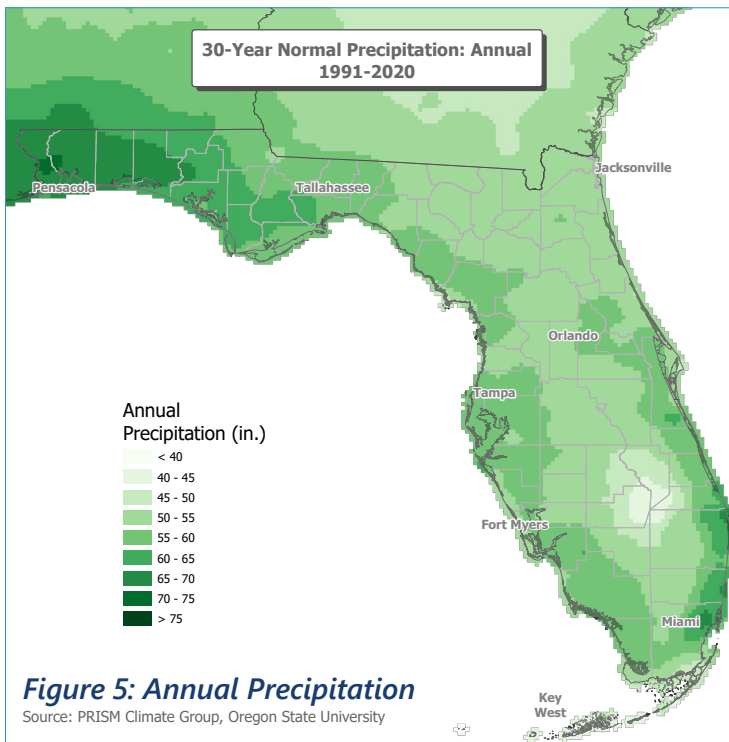 30-Year Normal Precipitation: Annual
1991-2020
Jacksonville
Pensacola
Tallahassee
Orlando
Tampa
Fort Myers
Miami
Key
West
Annual
Precipitation (in.)
< 40
40 - 45
45 - 50
50 - 55
55 - 60
60 - 65
65 - 70
70 - 75
> 75
Figure 5: Annual Precipitation
Source: PRISM Climate Group, Oregon State University